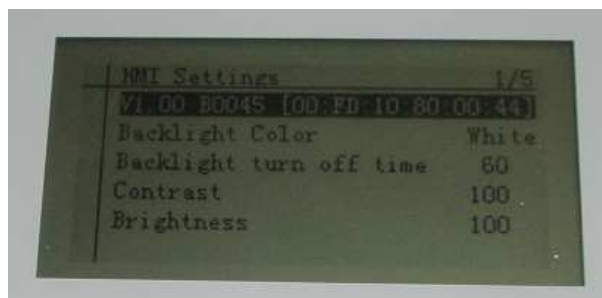 HMI Settings 1/5
V1.00 B0045 [00:FD:10:80:00:44]
Backlight Color White
Backlight turn off time 60
Contrast 100
Brightness 100